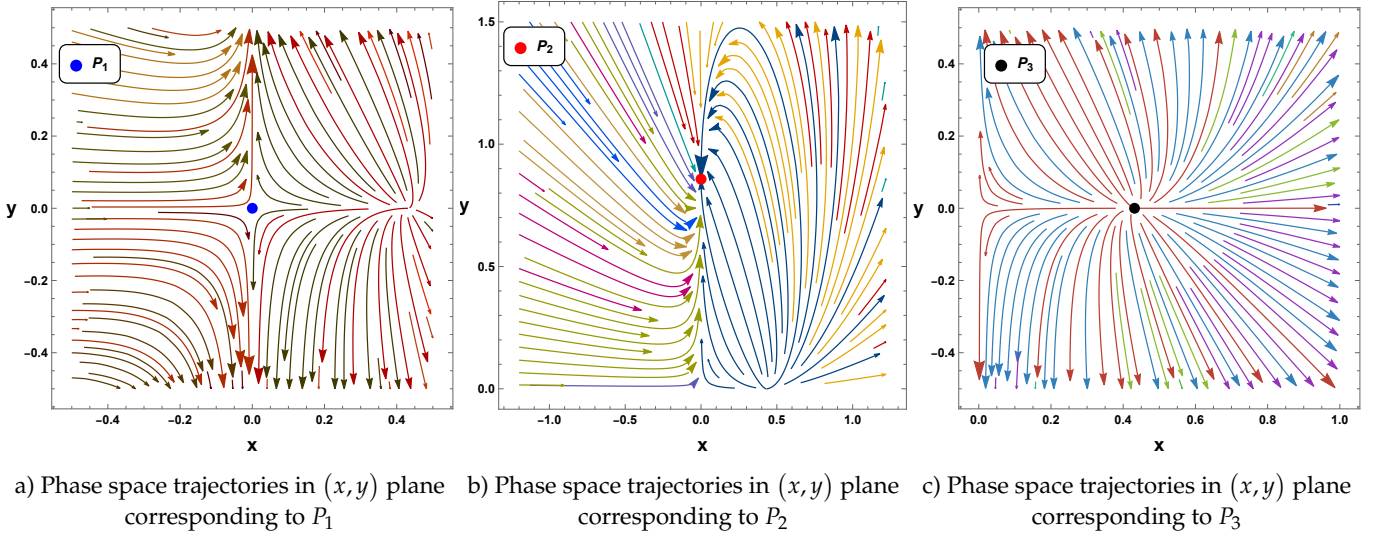 P₁
0.4
0.2
0.0
−0.2
−0.4
y
−0.4
−0.2
0.0
0.2
0.4
x
P₂
1.5
1.0
0.5
0.0
y
−1.0
−0.5
0.0
0.5
1.0
x
P₃
0.4
0.2
0.0
−0.2
−0.4
y
0.0
0.2
0.4
0.6
0.8
1.0
x
a) Phase space trajectories in (x, y) plane
corresponding to P₁
b) Phase space trajectories in (x, y) plane
corresponding to P₂
c) Phase space trajectories in (x, y) plane
corresponding to P₃